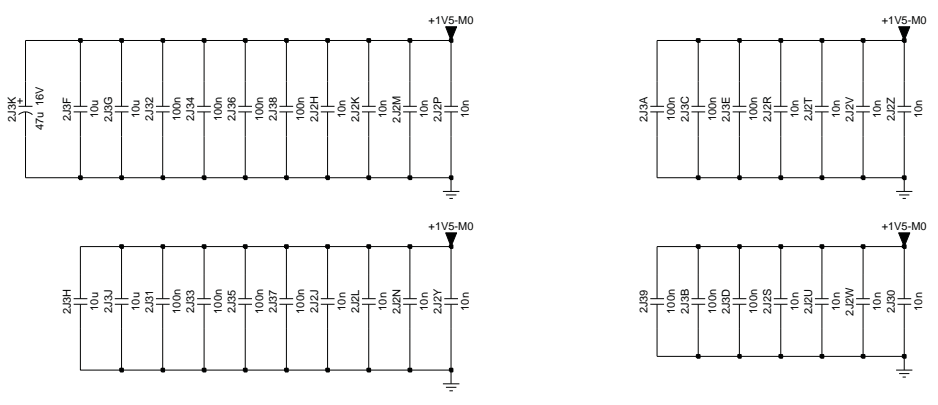 +1V5-M0
2J3K
+
47u 16V
2J3F
10u
2J3G
10u
2J32
100n
2J34
100n
2J36
100n
2J38
100n
2J2H
10n
2J2K
10n
2J2M
10n
2J2P
10n
+1V5-M0
2J3A
100n
2J3C
100n
2J3E
100n
2J2R
10n
2J2T
10n
2J2V
10n
2J2Z
10n
+1V5-M0
2J3H
10u
2J3J
10u
2J31
100n
2J33
100n
2J35
100n
2J37
100n
2J2J
10n
2J2L
10n
2J2N
10n
2J2Y
10n
+1V5-M0
2J39
100n
2J3B
100n
2J3D
100n
2J2S
10n
2J2U
10n
2J2W
10n
2J30
10n